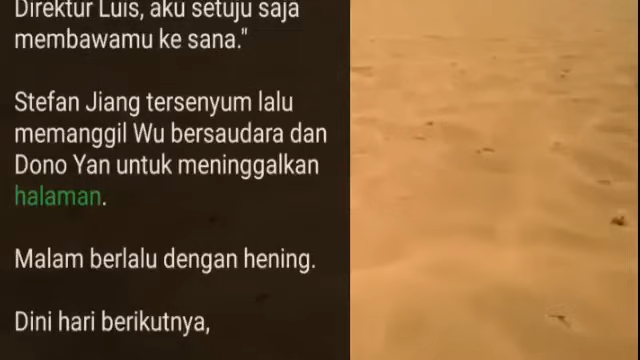 Direktur Luis, aku setuju saja
membawamu ke sana."
Stefan Jiang tersenyum lalu
memanggil Wu bersaudara dan
Dono Yan untuk meninggalkan
halaman.
Malam berlalu dengan hening.
Dini hari berikutnya,